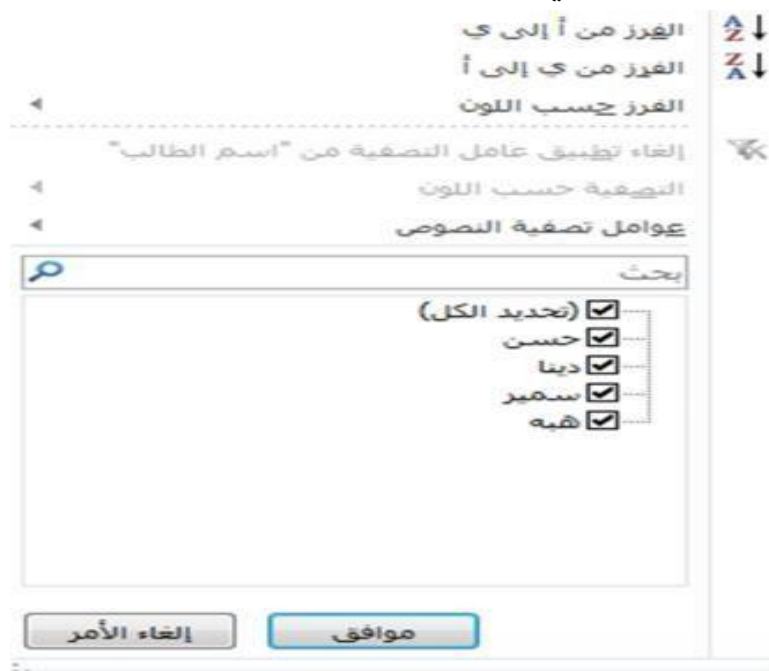 الفرز من أ إلى ي
الفرز من ي إلى أ
الفرز حسب اللون
إلغاء تطبيق عامل التصفية من "اسم الطالب"
التصفية حسب اللون
عوامل تصفية النصوص
بحث
(تحديد الكل)
حسن
دينا
سمير
هبه
موافق
إلغاء الأمر